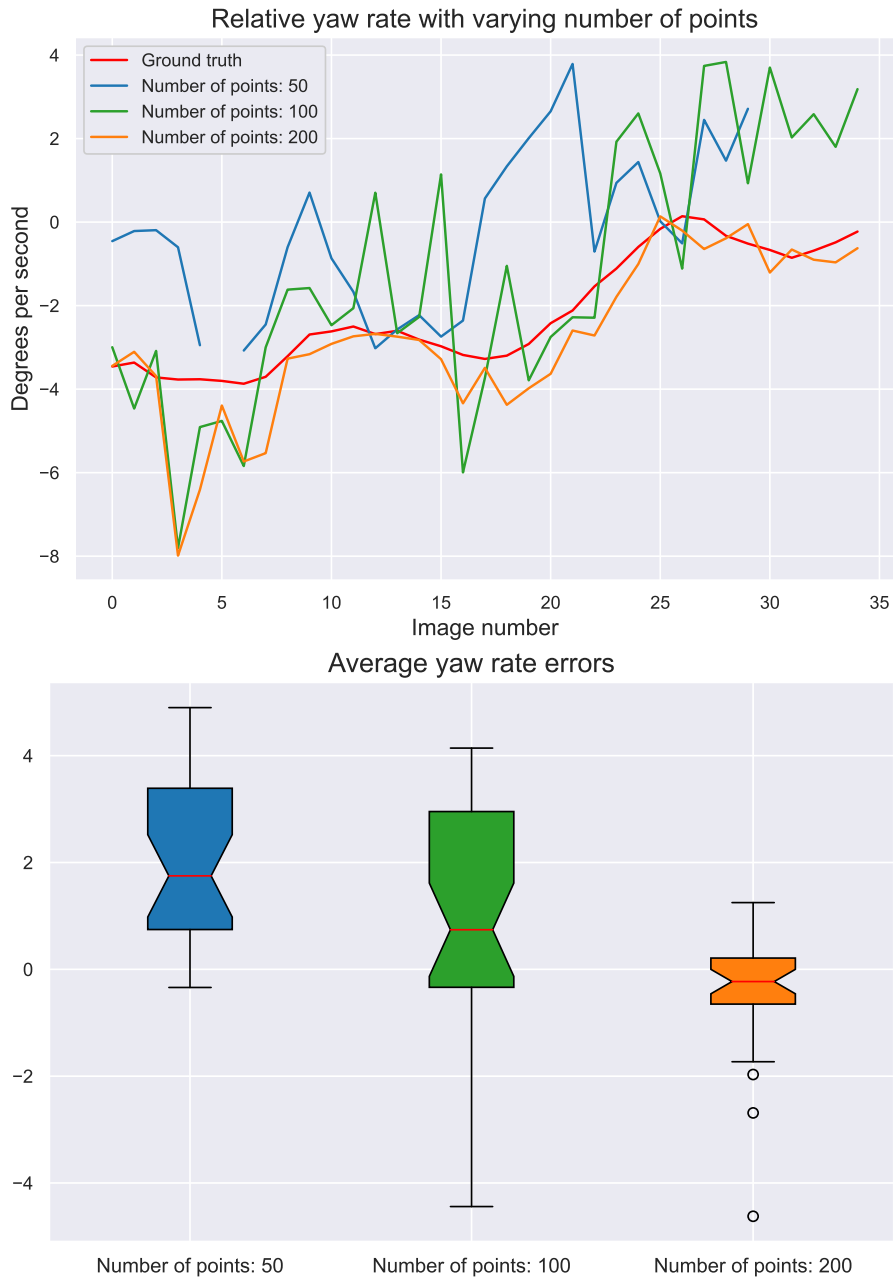 Relative yaw rate with varying number of points
Ground truth
Number of points: 50
Number of points: 100
Number of points: 200
Degrees per second
4
2
0
−2
−4
−6
−8
0 5 10 15 20 25 30 35
Image number
Average yaw rate errors
4
2
0
−2
−4
Number of points: 50 Number of points: 100 Number of points: 200